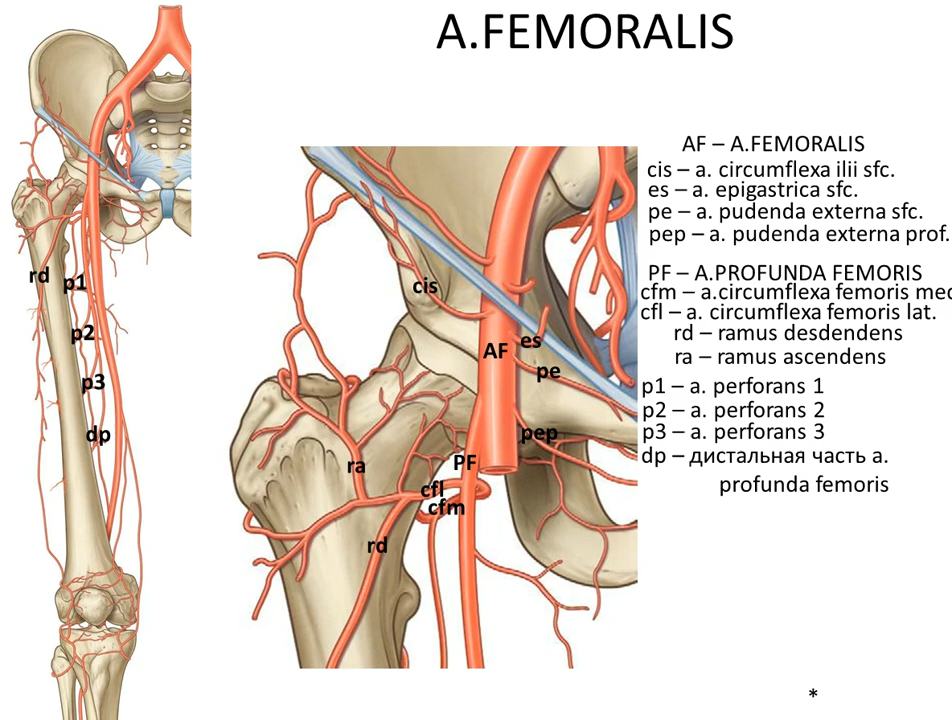 A.FEMORALIS
AF – A.FEMORALIS
cis – a. circumflexa ilii sfc.
es – a. epigastrica sfc.
pe – a. pudenda externa sfc.
pep – a. pudenda externa prof.
PF – A.PROFUNDA FEMORIS
cfm – a.circumflexa femoris med
cfl – a. circumflexa femoris lat.
rd – ramus desdendens
ra – ramus ascendens
p1 – a. perforans 1
p2 – a. perforans 2
p3 – a. perforans 3
dp – дистальная часть a.
profunda femoris
rd
p1
p2
p3
dp
cis
AF
es
pe
pep
ra
PF
cfl
cfm
rd
*